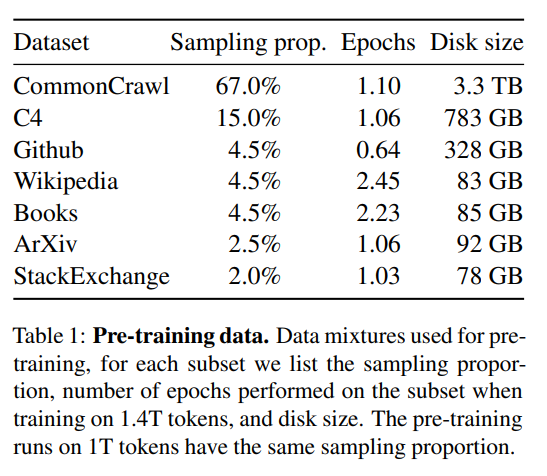 Dataset Sampling prop. Epochs Disk size
CommonCrawl 67.0% 1.10 3.3 TB
C4 15.0% 1.06 783 GB
Github 4.5% 0.64 328 GB
Wikipedia 4.5% 2.45 83 GB
Books 4.5% 2.23 85 GB
ArXiv 2.5% 1.06 92 GB
StackExchange 2.0% 1.03 78 GB
Table 1: Pre-training data. Data mixtures used for pre-
training, for each subset we list the sampling propor-
tion, number of epochs performed on the subset when
training on 1.4T tokens, and disk size. The pre-training
runs on 1T tokens have the same sampling proportion.